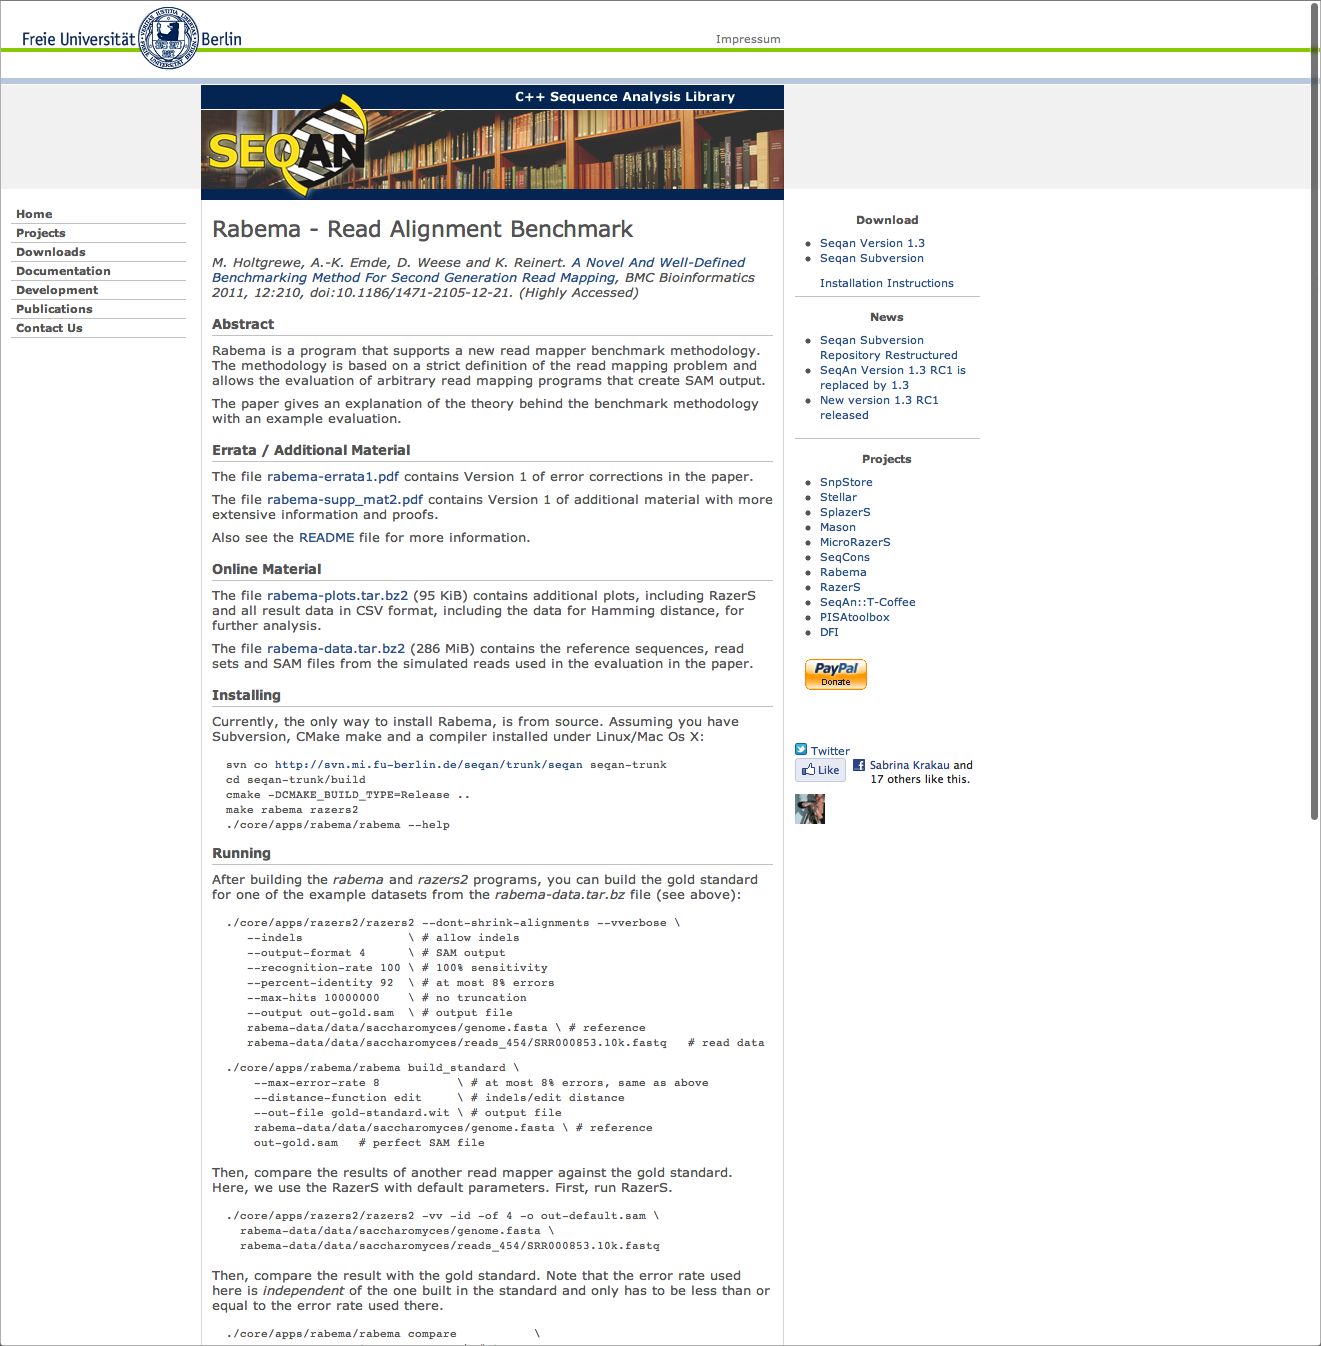 Freie Universität Berlin
Impressum
C++ Sequence Analysis Library
SEQAN
Home
Projects
Downloads
Documentation
Development
Publications
Contact Us
Rabema - Read Alignment Benchmark
M. Holtgrewe, A.-K. Emde, D. Weese and K. Reinert. A Novel And Well-Defined
Benchmarking Method For Second Generation Read Mapping, BMC Bioinformatics
2011, 12:210, doi:10.1186/1471-2105-12-21. (Highly Accessed)
Abstract
Rabema is a program that supports a new read mapper benchmark methodology.
The methodology is based on a strict definition of the read mapping problem and
allows the evaluation of arbitrary read mapping programs that create SAM output.
The paper gives an explanation of the theory behind the benchmark methodology
with an example evaluation.
Errata / Additional Material
The file rabema-errata1.pdf contains Version 1 of error corrections in the paper.
The file rabema-supp_mat2.pdf contains Version 1 of additional material with more
extensive information and proofs.
Also see the README file for more information.
Online Material
The file rabema-plots.tar.bz2 (95 KiB) contains additional plots, including RazerS
and all result data in CSV format, including the data for Hamming distance, for
further analysis.
The file rabema-data.tar.bz2 (286 MiB) contains the reference sequences, read
sets and SAM files from the simulated reads used in the evaluation in the paper.
Installing
Currently, the only way to install Rabema, is from source. Assuming you have
Subversion, CMake make and a compiler installed under Linux/Mac Os X:
svn co http://svn.mi.fu-berlin.de/seqan/trunk/seqan seqan-trunk
cd seqan-trunk/build
cmake -DCMAKE_BUILD_TYPE=Release ..
make rabema razers2
./core/apps/rabema/rabema --help
Running
After building the rabema and razers2 programs, you can build the gold standard
for one of the example datasets from the rabema-data.tar.bz file (see above):
./core/apps/razers2/razers2 --dont-shrink-alignments --vverbose \
--indels \ # allow indels
--output-format 4 \ # SAM output
--recognition-rate 100 \ # 100% sensitivity
--percent-identity 92 \ # at most 8% errors
--max-hits 10000000 \ # no truncation
--output out-gold.sam \ # output file
rabema-data/data/saccharomyces/genome.fasta \ # reference
rabema-data/data/saccharomyces/reads_454/SRR000853.10k.fastq # read data
./core/apps/rabema/rabema build_standard \
--max-error-rate 8 \ # at most 8% errors, same as above
--distance-function edit \ # indels/edit distance
--out-file gold-standard.wit \ # output file
rabema-data/data/saccharomyces/genome.fasta \ # reference
out-gold.sam # perfect SAM file
Then, compare the results of another read mapper against the gold standard.
Here, we use the RazerS with default parameters. First, run RazerS.
./core/apps/razers2/razers2 -vv -id -of 4 -o out-default.sam \
rabema-data/data/saccharomyces/genome.fasta \
rabema-data/data/saccharomyces/reads_454/SRR000853.10k.fastq
Then, compare the result with the gold standard. Note that the error rate used
here is independent of the one built in the standard and only has to be less than or
equal to the error rate used there.
./core/apps/rabema/rabema compare \
Download
Seqan Version 1.3
Seqan Subversion
Installation Instructions
News
Seqan Subversion
Repository Restructured
SeqAn Version 1.3 RC1 is
replaced by 1.3
New version 1.3 RC1
released
Projects
SnpStore
Stellar
SplazerS
Mason
MicroRazerS
SeqCons
Rabema
RazerS
SeqAn::T-Coffee
PISAtoolbox
DFI
PayPal
Donate
Twitter
Like
Sabrina Krakau and
17 others like this.